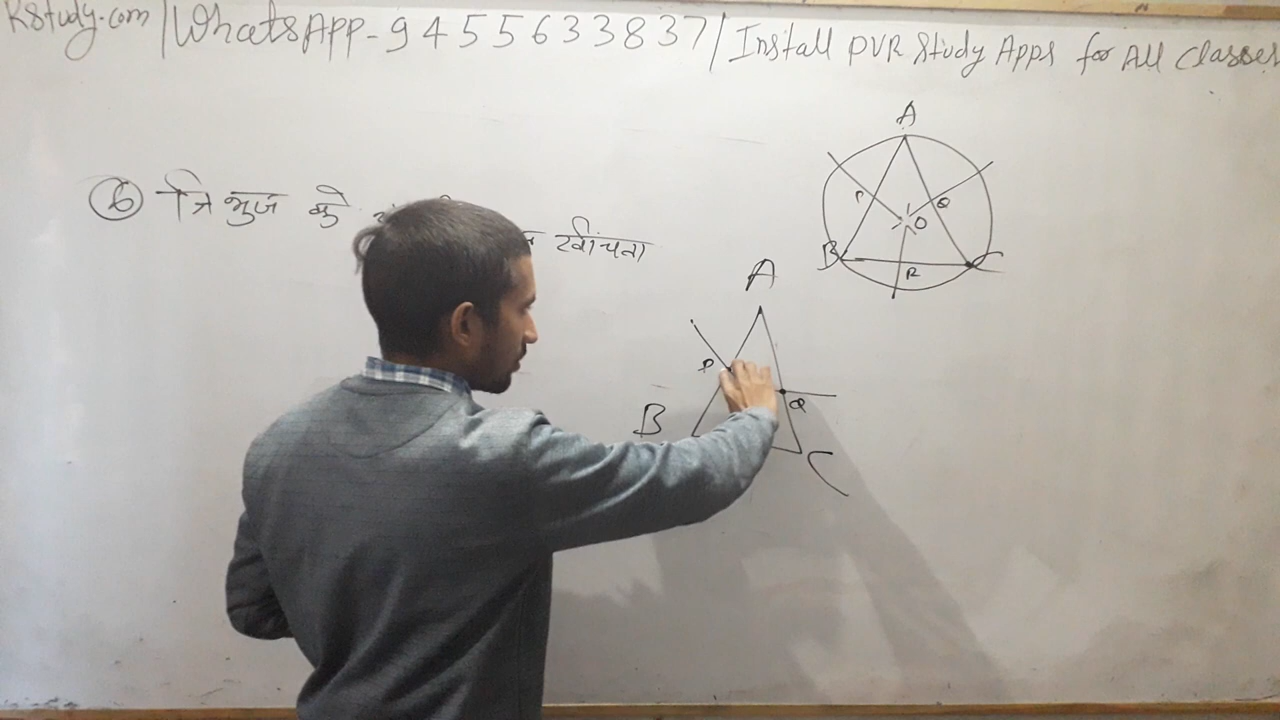 KStudy.com/WhatsApp-9455633837/Install PVR Study Apps for All Classes
⑥ त्रिभुज के खींचना
A
P
Q
O
B
R
C
A
P
Q
B
C